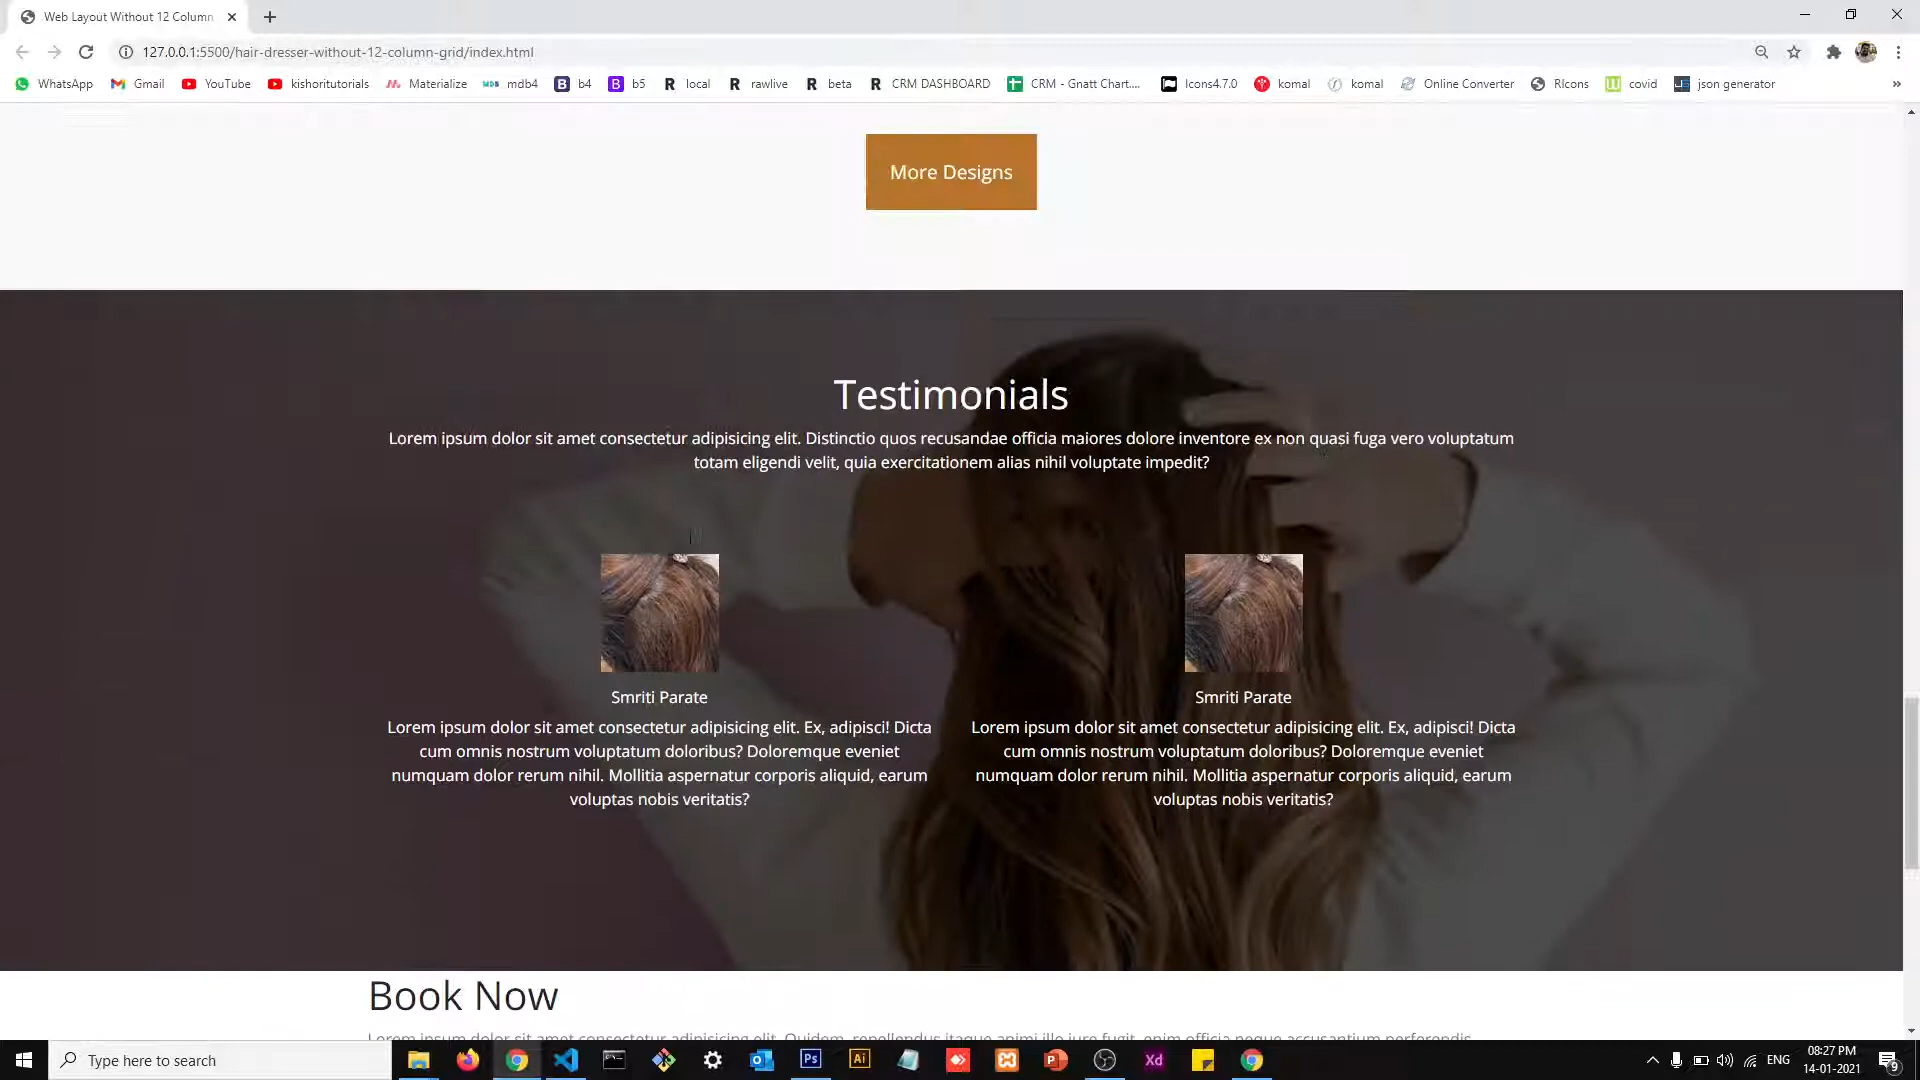 Web Layout Without 12 Column
127.0.0.1:5500/hair-dresser-without-12-column-grid/index.html
WhatsApp Gmail YouTube kishoritutorials Materialize mdb4 b4 b5 local rawlive beta CRM DASHBOARD CRM - Gnatt Chart.... Icons4.7.0 komal komal Online Converter RIcons covid json generator »
More Designs
Testimonials
Lorem ipsum dolor sit amet consectetur adipisicing elit. Distinctio quos recusandae officia maiores dolore inventore ex non quasi fuga vero voluptatum
totam eligendi velit, quia exercitationem alias nihil voluptate impedit?
Smriti Parate
Lorem ipsum dolor sit amet consectetur adipisicing elit. Ex, adipisci! Dicta
cum omnis nostrum voluptatum doloribus? Doloremque eveniet
numquam dolor rerum nihil. Mollitia aspernatur corporis aliquid, earum
voluptas nobis veritatis?
Smriti Parate
Lorem ipsum dolor sit amet consectetur adipisicing elit. Ex, adipisci! Dicta
cum omnis nostrum voluptatum doloribus? Doloremque eveniet
numquam dolor rerum nihil. Mollitia aspernatur corporis aliquid, earum
voluptas nobis veritatis?
Book Now
Lorem ipsum dolor sit amet consectetur adipisicing elit. Quidem, repellendus itaque animi illo iure fugit, enim officia neque accusantium perferendis
Type here to search
Ps Ai Xd
ENG
08:27 PM
14-01-2021
9